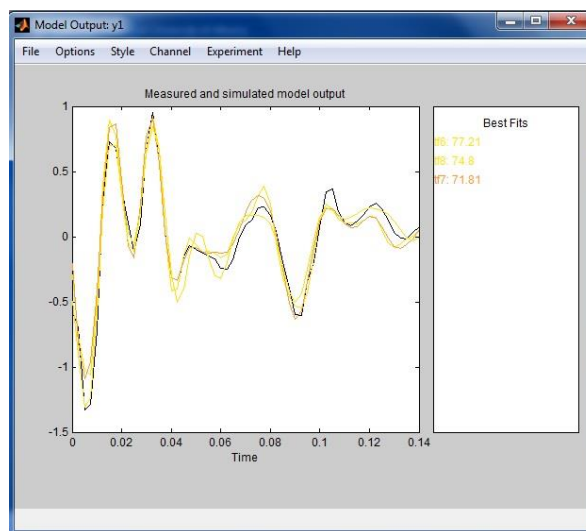 Model Output: y1
File Options Style Channel Experiment Help
Measured and simulated model output
1
0.5
0
-0.5
-1
-1.5
0 0.02 0.04 0.06 0.08 0.1 0.12 0.14
Time
Best Fits
tf6: 77.21
tf8: 74.8
tf7: 71.81